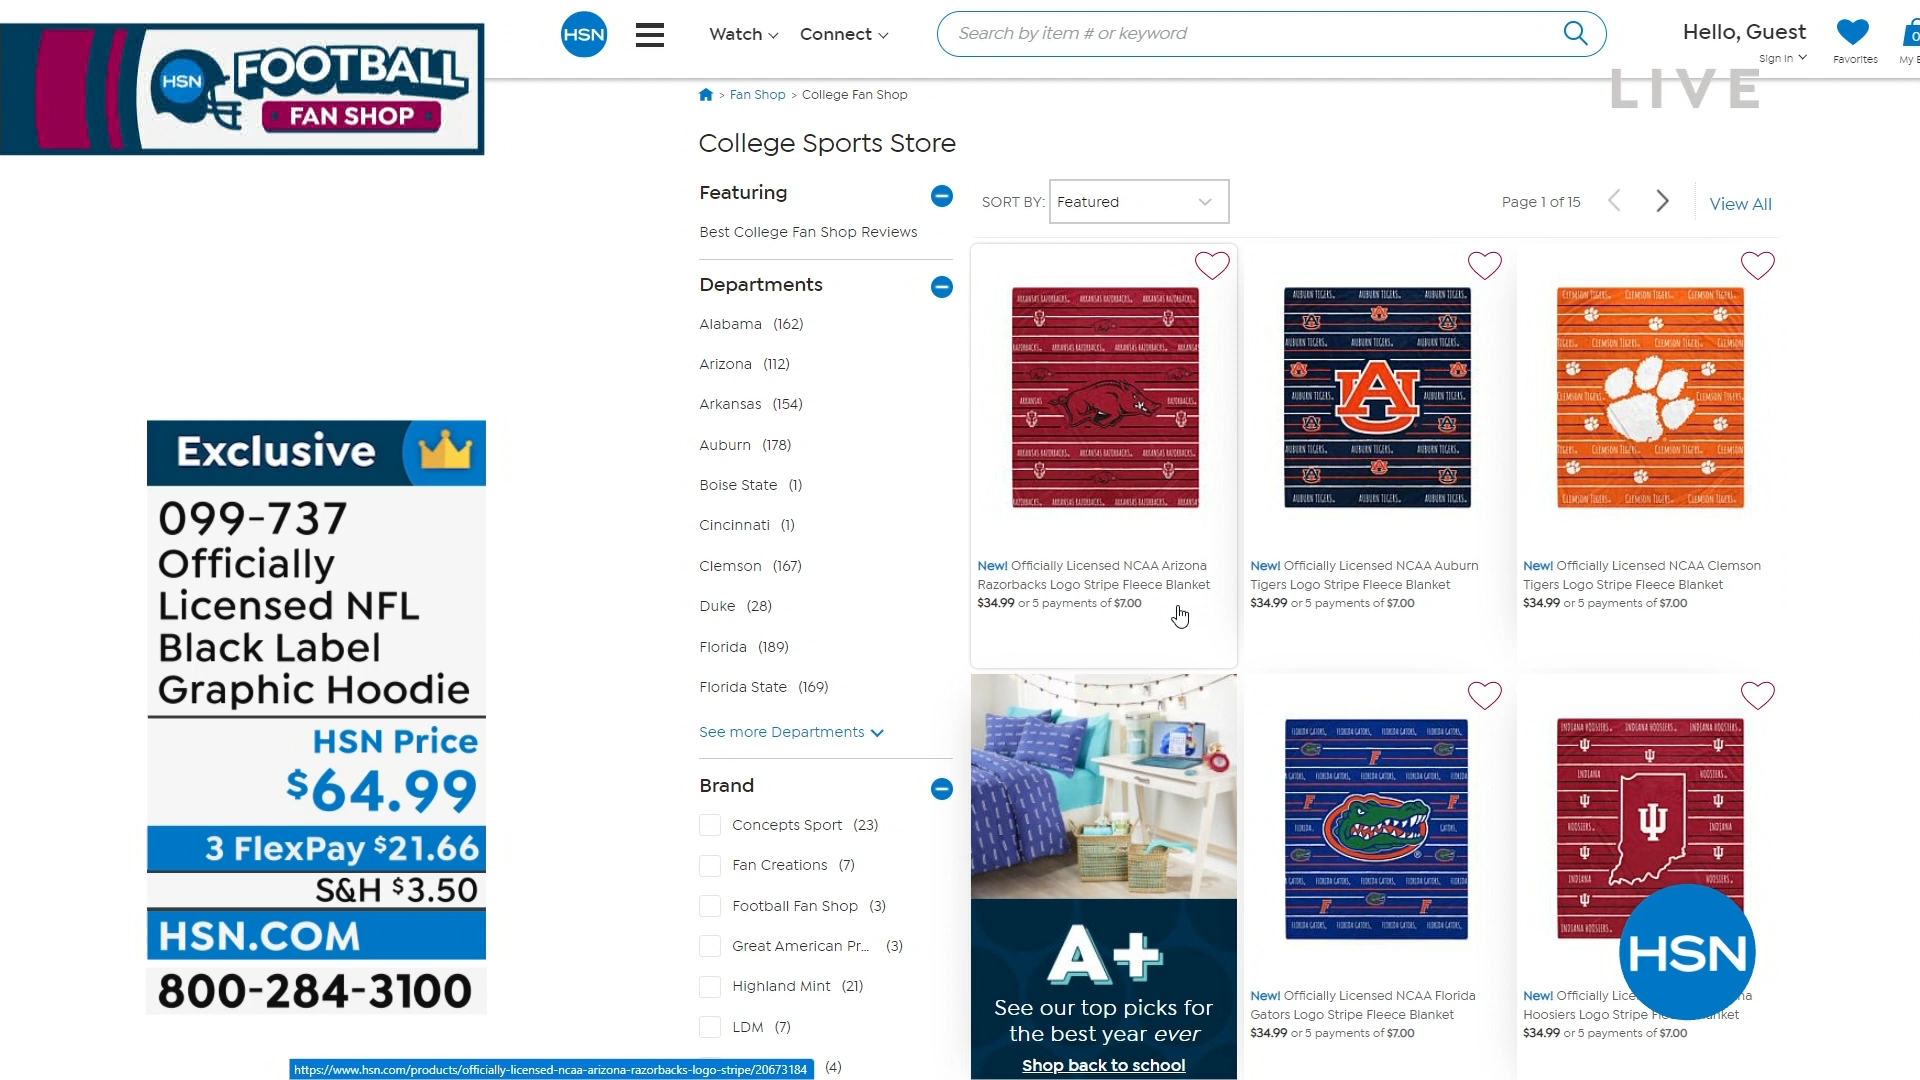 HSN
FOOTBALL
FAN SHOP
HSN
Watch
Connect
Search by item # or keyword
Hello, Guest
Sign In
Favorites
0
LIVE
> Fan Shop > College Fan Shop
College Sports Store
Featuring
Best College Fan Shop Reviews
SORT BY:
Featured
Page 1 of 15
View All
Departments
Alabama (162)
Arizona (112)
Arkansas (154)
Auburn (178)
Boise State (1)
Cincinnati (1)
Clemson (167)
Duke (28)
Florida (189)
Florida State (169)
See more Departments
Brand
Concepts Sport (23)
Fan Creations (7)
Football Fan Shop (3)
Great American Pr... (3)
Highland Mint (21)
LDM (7)
(4)
New! Officially Licensed NCAA Arizona
Razorbacks Logo Stripe Fleece Blanket
$34.99 or 5 payments of $7.00
New! Officially Licensed NCAA Auburn
Tigers Logo Stripe Fleece Blanket
$34.99 or 5 payments of $7.00
New! Officially Licensed NCAA Clemson
Tigers Logo Stripe Fleece Blanket
$34.99 or 5 payments of $7.00
A+
See our top picks for
the best year ever
Shop back to school
New! Officially Licensed NCAA Florida
Gators Logo Stripe Fleece Blanket
$34.99 or 5 payments of $7.00
New! Officially
Hoosiers Logo Stripe
$34.99 or 5 payments of $7.00
HSN
Exclusive
099-737
Officially
Licensed NFL
Black Label
Graphic Hoodie
HSN Price
$64.99
3 FlexPay $21.66
S&H $3.50
HSN.COM
800-284-3100
https://www.hsn.com/products/officially-licensed-ncaa-arizona-razorbacks-logo-stripe/20673184